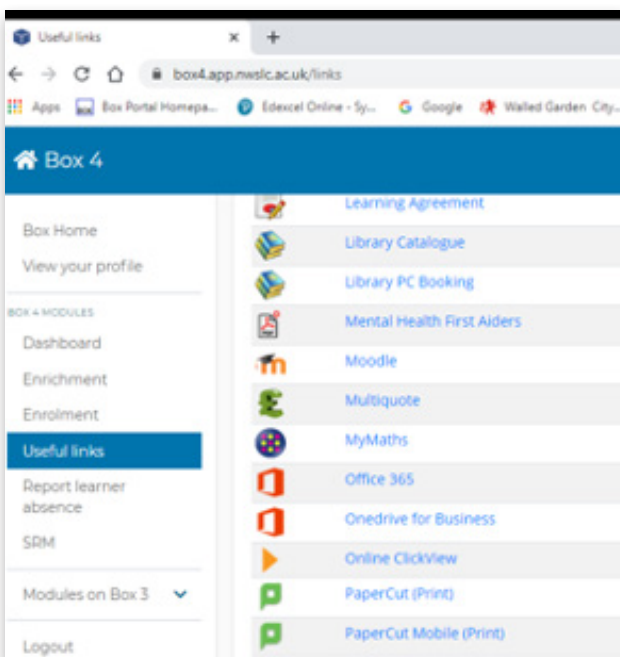 Useful links
box4.app.nwslc.ac.uk/links
Apps Box Portal Homepa... Edexcel Online - Sy... Google Walled Garden City...
Box 4
Box Home
View your profile
BOX 4 MODULES
Dashboard
Enrichment
Enrolment
Useful links
Report learner
absence
SRM
Modules on Box 3
Logout
Learning Agreement
Library Catalogue
Library PC Booking
Mental Health First Aiders
Moodle
Multiquote
MyMaths
Office 365
Onedrive for Business
Online ClickView
PaperCut (Print)
PaperCut Mobile (Print)